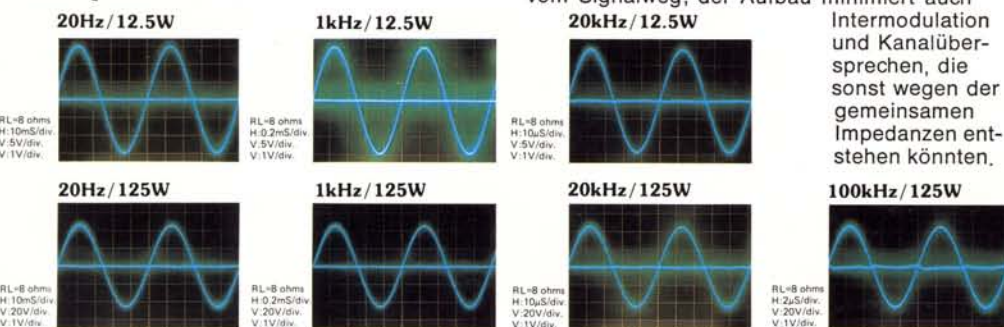 vom Signalweg, der Aufbau minimiert auch
Intermodulation
und Kanalüber-
sprechen, die
sonst wegen der
gemeinsamen
Impedanzen ent-
stehen könnten.
20Hz/12.5W
RL=8 ohms
H:10mS/div.
V:5V/div.
V:1V/div.
1kHz/12.5W
RL=8 ohms
H:0.2mS/div.
V:5V/div.
V:1V/div.
20kHz/12.5W
RL=8 ohms
H:10µS/div.
V:5V/div.
V:1V/div.
20Hz/125W
RL=8 ohms
H:10mS/div.
V:20V/div.
V:1V/div.
1kHz/125W
RL=8 ohms
H:0.2mS/div.
V:20V/div.
V:1V/div.
20kHz/125W
RL=8 ohms
H:10µS/div.
V:20V/div.
V:1V/div.
100kHz/125W
RL=8 ohms
H:2µS/div.
V:20V/div.
V:1V/div.